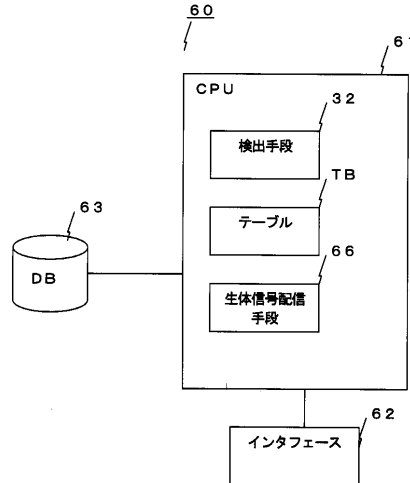 ６０
６１
ＣＰＵ
３２
検出手段
ＴＢ
テーブル
６３
６６
ＤＢ
生体信号配信
手段
６２
インタフェース